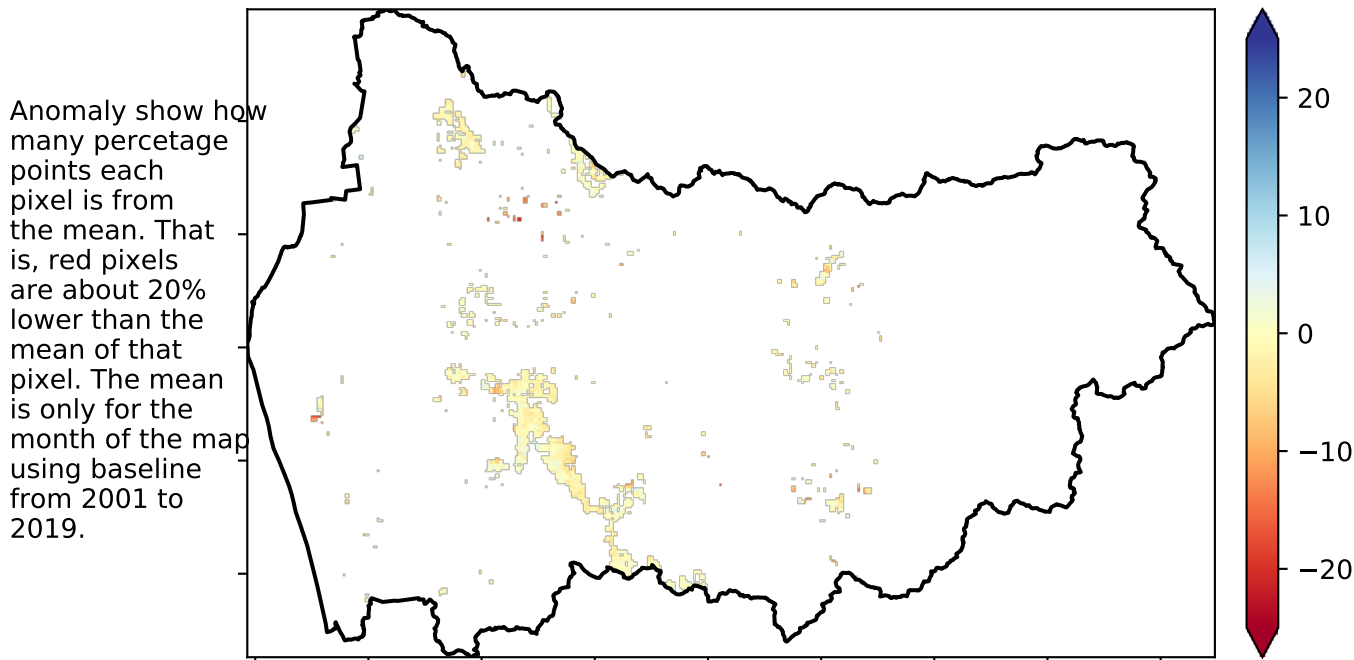 Anomaly show how
many percetage
points each
pixel is from
the mean. That
is, red pixels
are about 20%
lower than the
mean of that
pixel. The mean
is only for the
month of the map
using baseline
from 2001 to
2019.
20
10
0
−10
−20